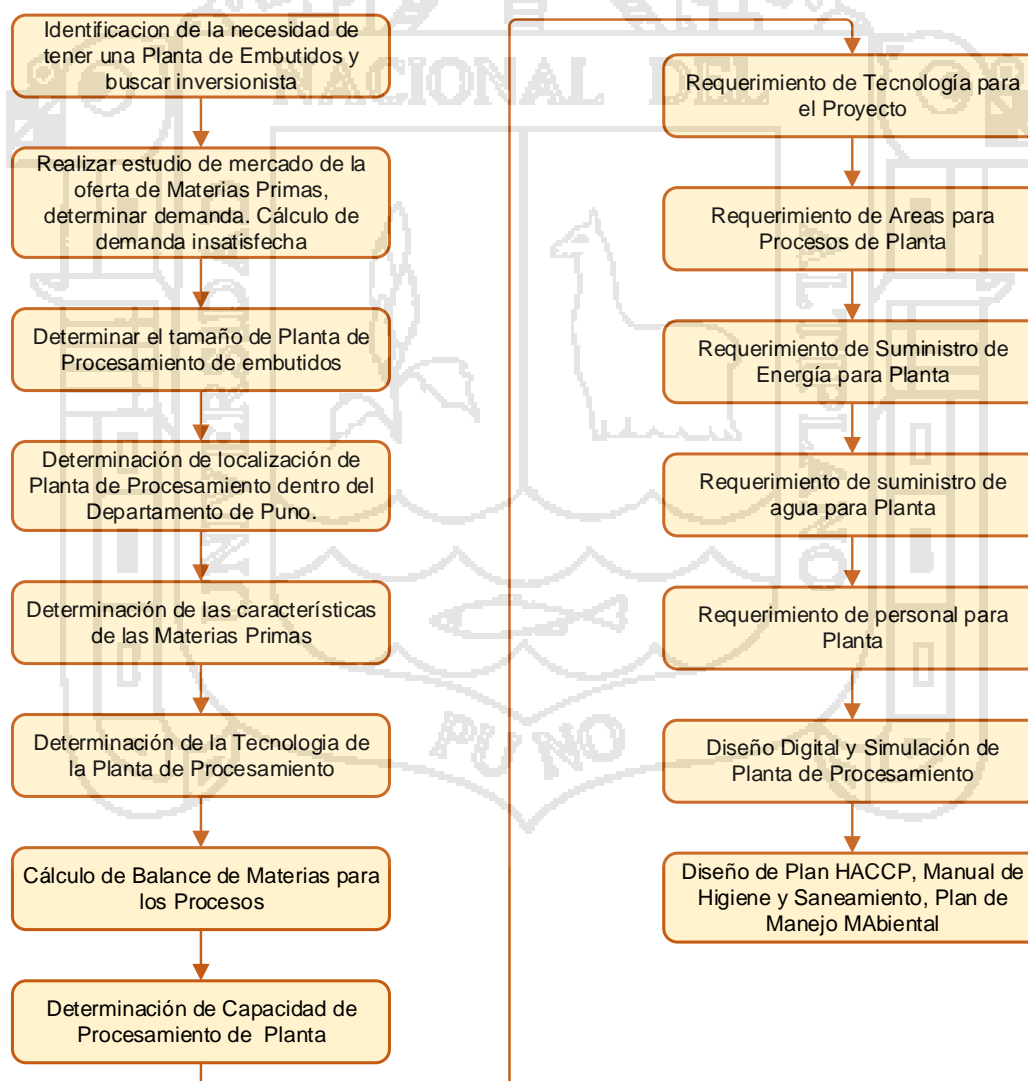 Identificacion de la necesidad de
tener una Planta de Embutidos y
buscar inversionista
Realizar estudio de mercado de la
oferta de Materias Primas,
determinar demanda. Cálculo de
demanda insatisfecha
Determinar el tamaño de Planta de
Procesamiento de embutidos
Determinación de localización de
Planta de Procesamiento dentro del
Departamento de Puno.
Determinación de las características
de las Materias Primas
Determinación de la Tecnologia de
la Planta de Procesamiento
Cálculo de Balance de Materias para
los Procesos
Determinación de Capacidad de
Procesamiento de Planta
Requerimiento de Tecnología para
el Proyecto
Requerimiento de Areas para
Procesos de Planta
Requerimiento de Suministro de
Energía para Planta
Requerimiento de suministro de
agua para Planta
Requerimiento de personal para
Planta
Diseño Digital y Simulación de
Planta de Procesamiento
Diseño de Plan HACCP, Manual de
Higiene y Saneamiento, Plan de
Manejo MAbiental
NACIONAL DEL
UNIVERSIDAD
ALTIPLANO
PUNO